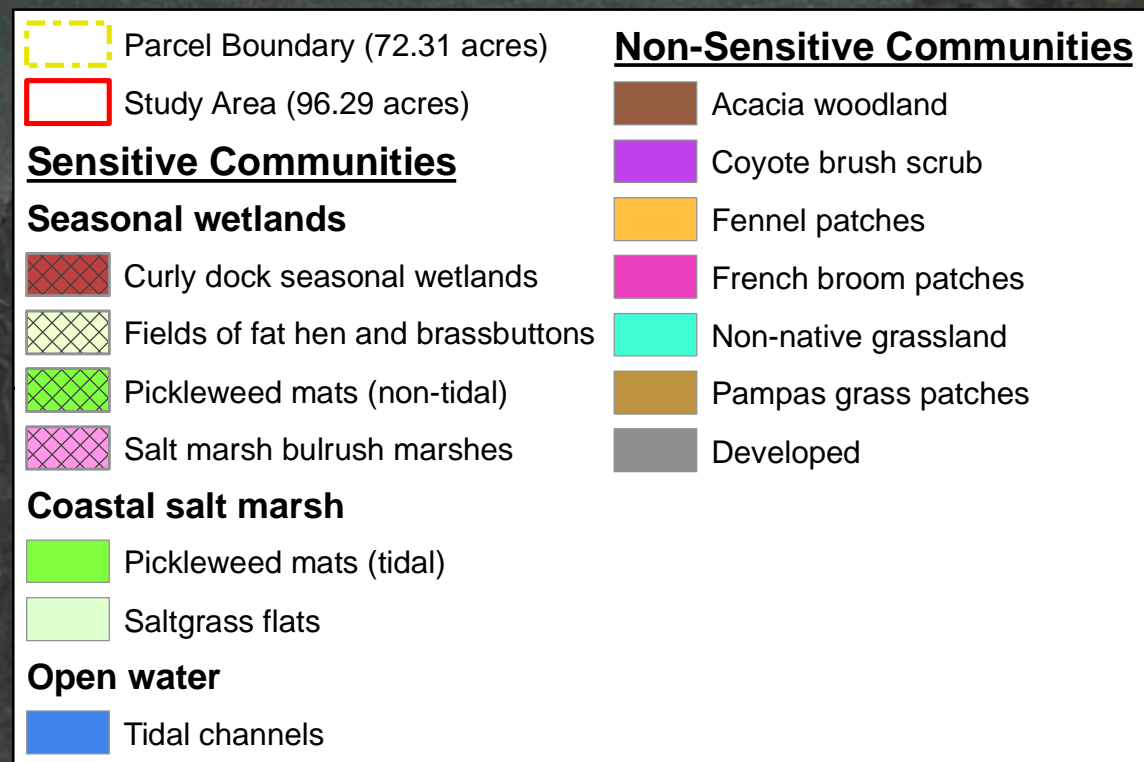 Parcel Boundary (72.31 acres)
Study Area (96.29 acres)
Sensitive Communities
Seasonal wetlands
Curly dock seasonal wetlands
Fields of fat hen and brassbuttons
Pickleweed mats (non-tidal)
Salt marsh bulrush marshes
Coastal salt marsh
Pickleweed mats (tidal)
Saltgrass flats
Open water
Tidal channels
Non-Sensitive Communities
Acacia woodland
Coyote brush scrub
Fennel patches
French broom patches
Non-native grassland
Pampas grass patches
Developed